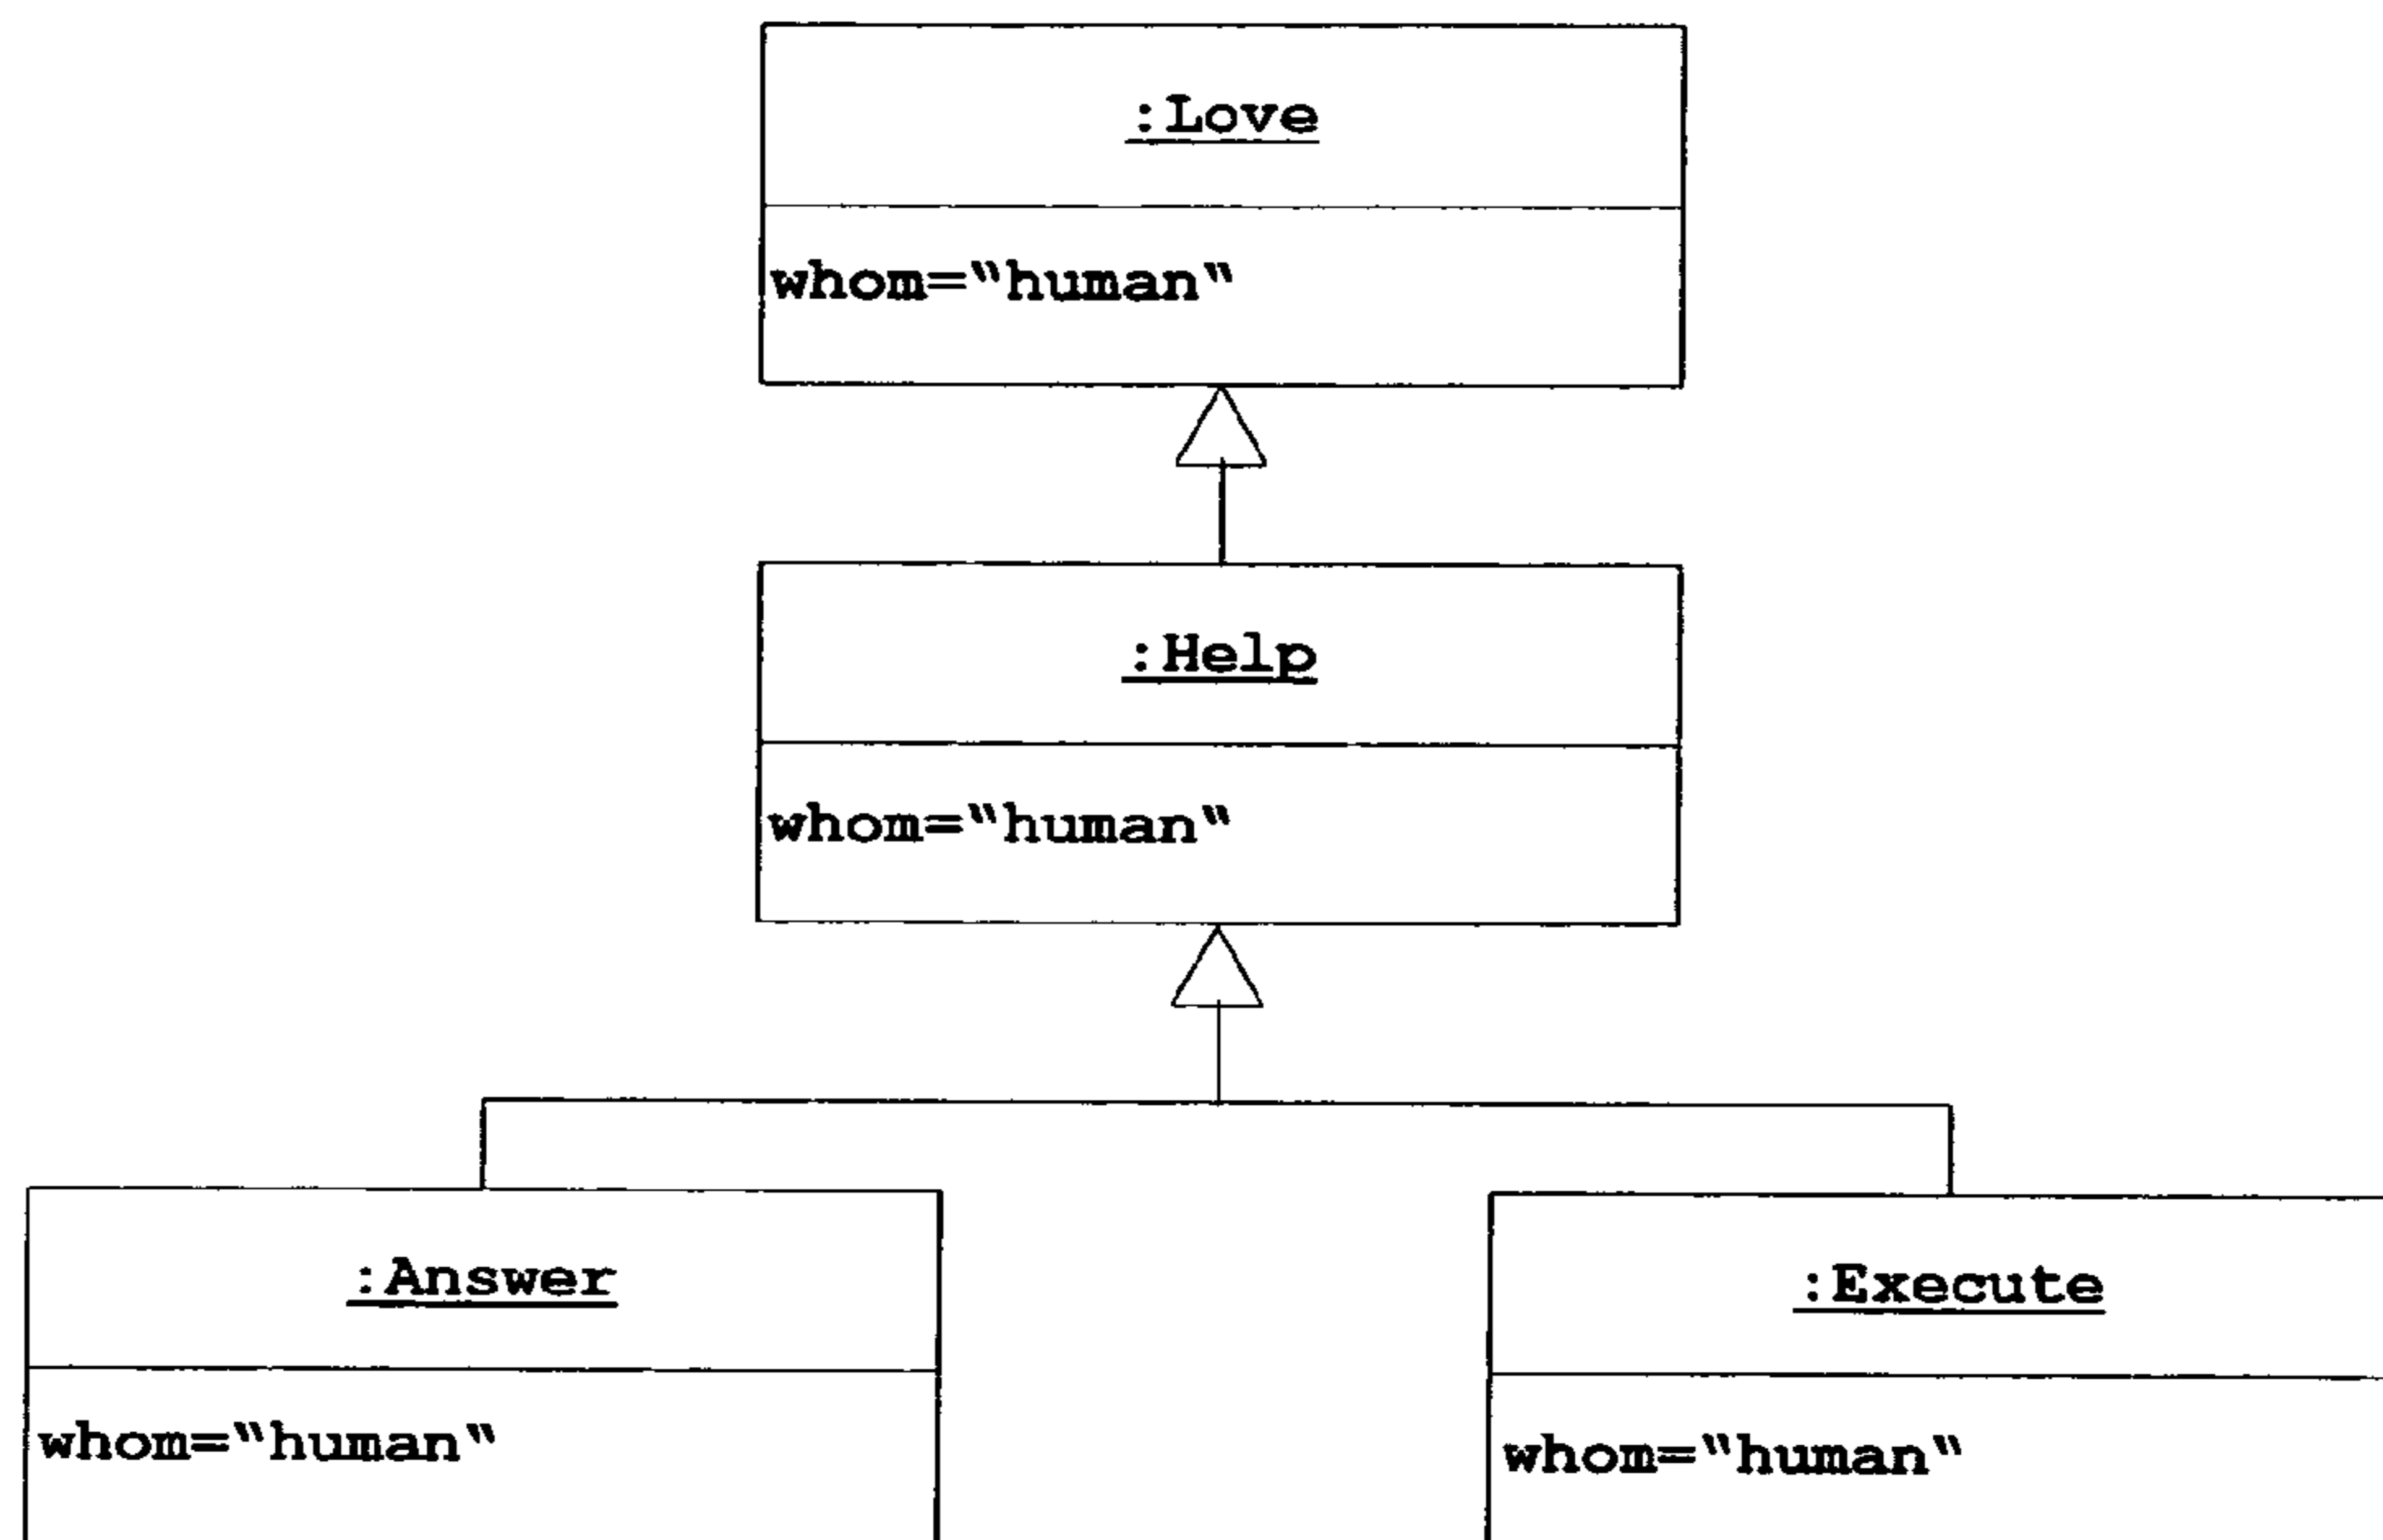 :Love
whom=‟human‟
:Help
whom=‟human‟
:Answer
:Execute
whom=‟human‟
whom=‟human‟